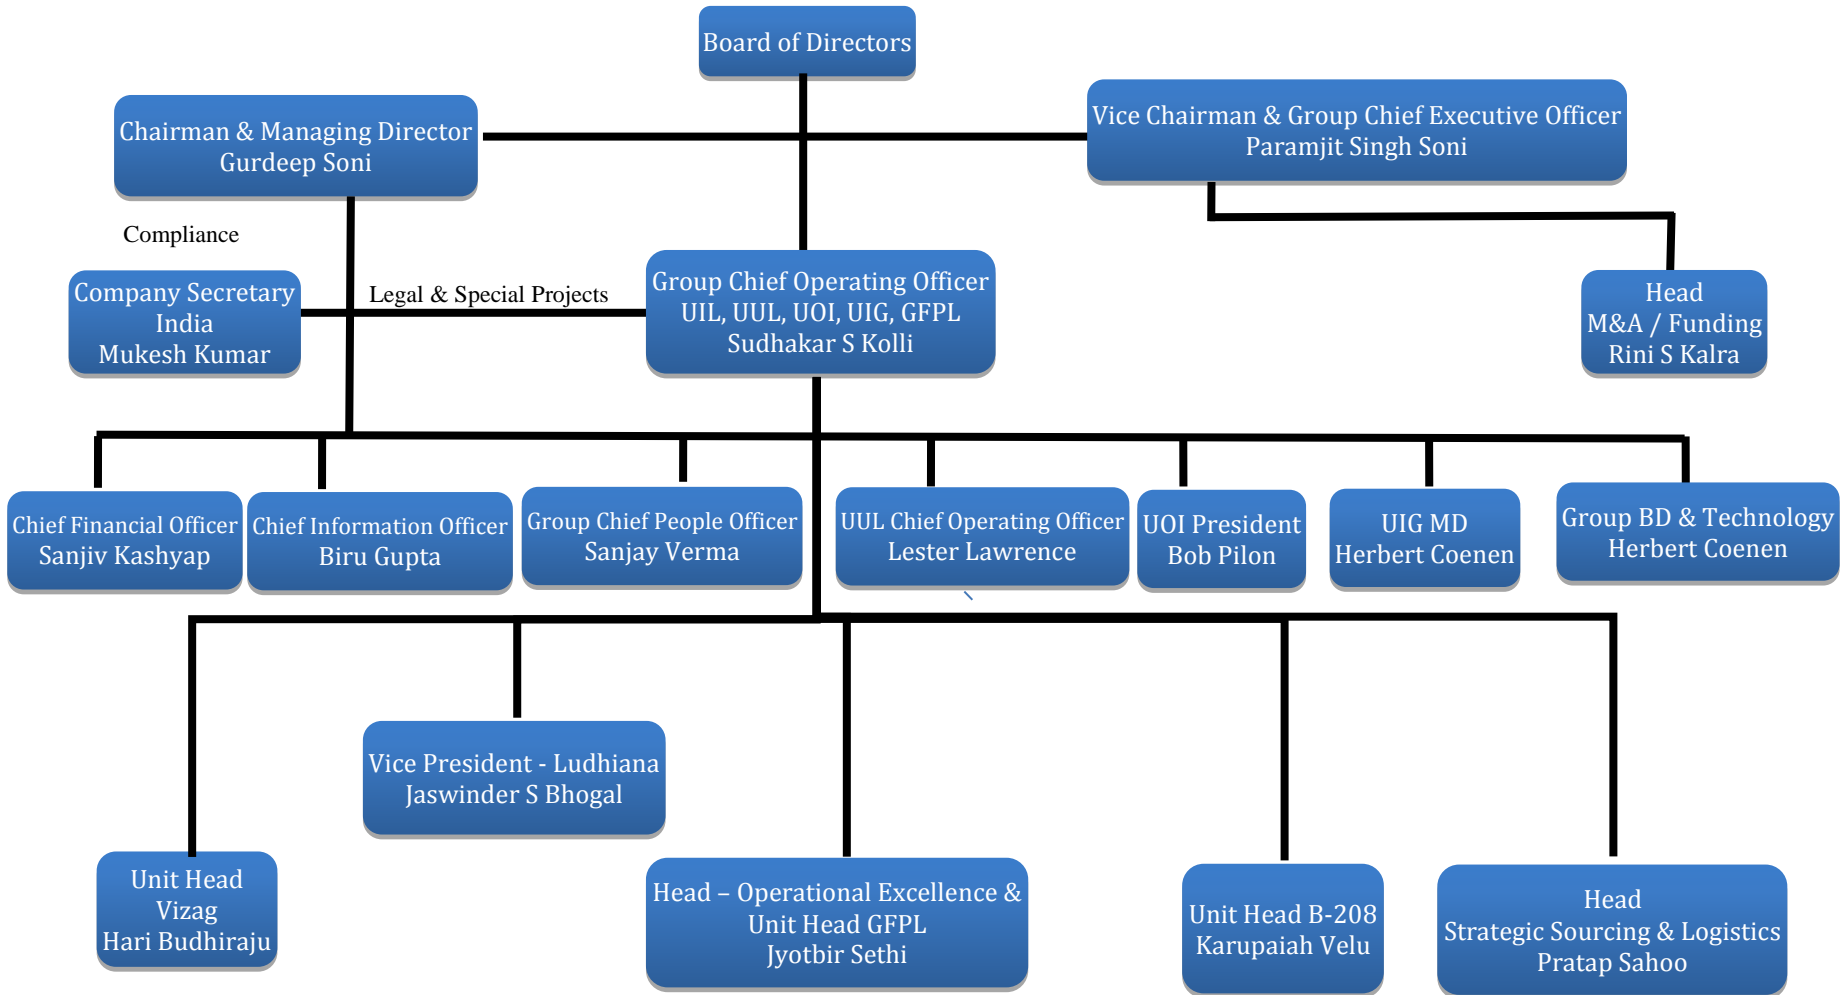 Board of Directors
Chairman & Managing Director
Gurdeep Soni
Vice Chairman & Group Chief Executive Officer
Paramjit Singh Soni
Compliance
Company Secretary
India
Mukesh Kumar
Legal & Special Projects
Group Chief Operating Officer
UIL, UUL, UOI, UIG, GFPL
Sudhakar S Kolli
Head
M&A / Funding
Rini S Kalra
Chief Financial Officer
Sanjiv Kashyap
Chief Information Officer
Biru Gupta
Group Chief People Officer
Sanjay Verma
UUL Chief Operating Officer
Lester Lawrence
UOI President
Bob Pilon
UIG MD
Herbert Coenen
Group BD & Technology
Herbert Coenen
Vice President - Ludhiana
Jaswinder S Bhogal
Unit Head
Vizag
Hari Budhiraju
Head – Operational Excellence &
Unit Head GFPL
Jyotbir Sethi
Unit Head B-208
Karupaiah Velu
Head
Strategic Sourcing & Logistics
Pratap Sahoo